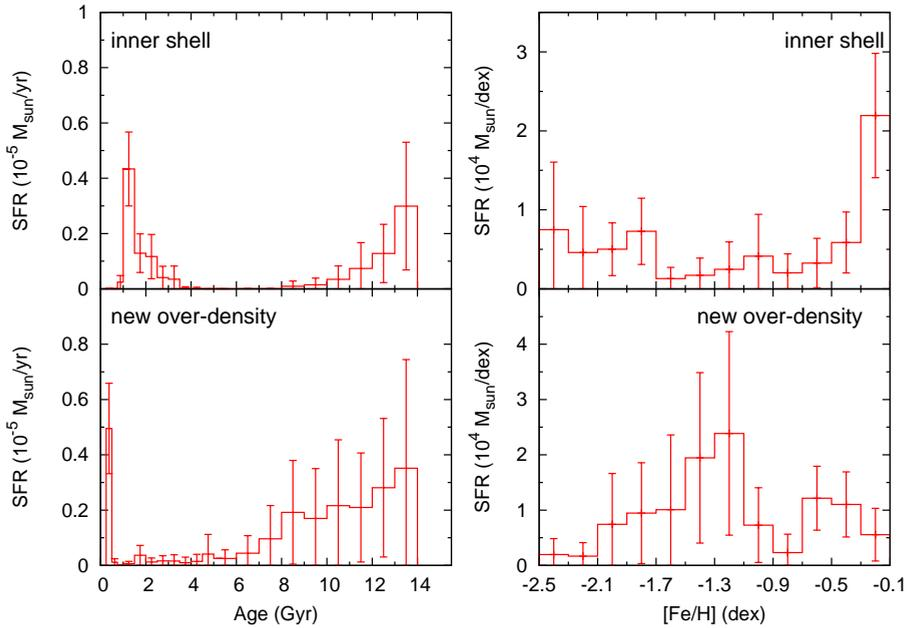 inner shell
SFR (10^-5 M_sun/yr)
1
0.8
0.6
0.4
0.2
0
inner shell
SFR (10^4 M_sun/dex)
3
2
1
0
new over-density
SFR (10^-5 M_sun/yr)
0.8
0.6
0.4
0.2
0
0 2 4 6 8 10 12 14
Age (Gyr)
new over-density
SFR (10^4 M_sun/dex)
4
3
2
1
0
-2.5 -2.1 -1.7 -1.3 -0.9 -0.5 -0.1
[Fe/H] (dex)